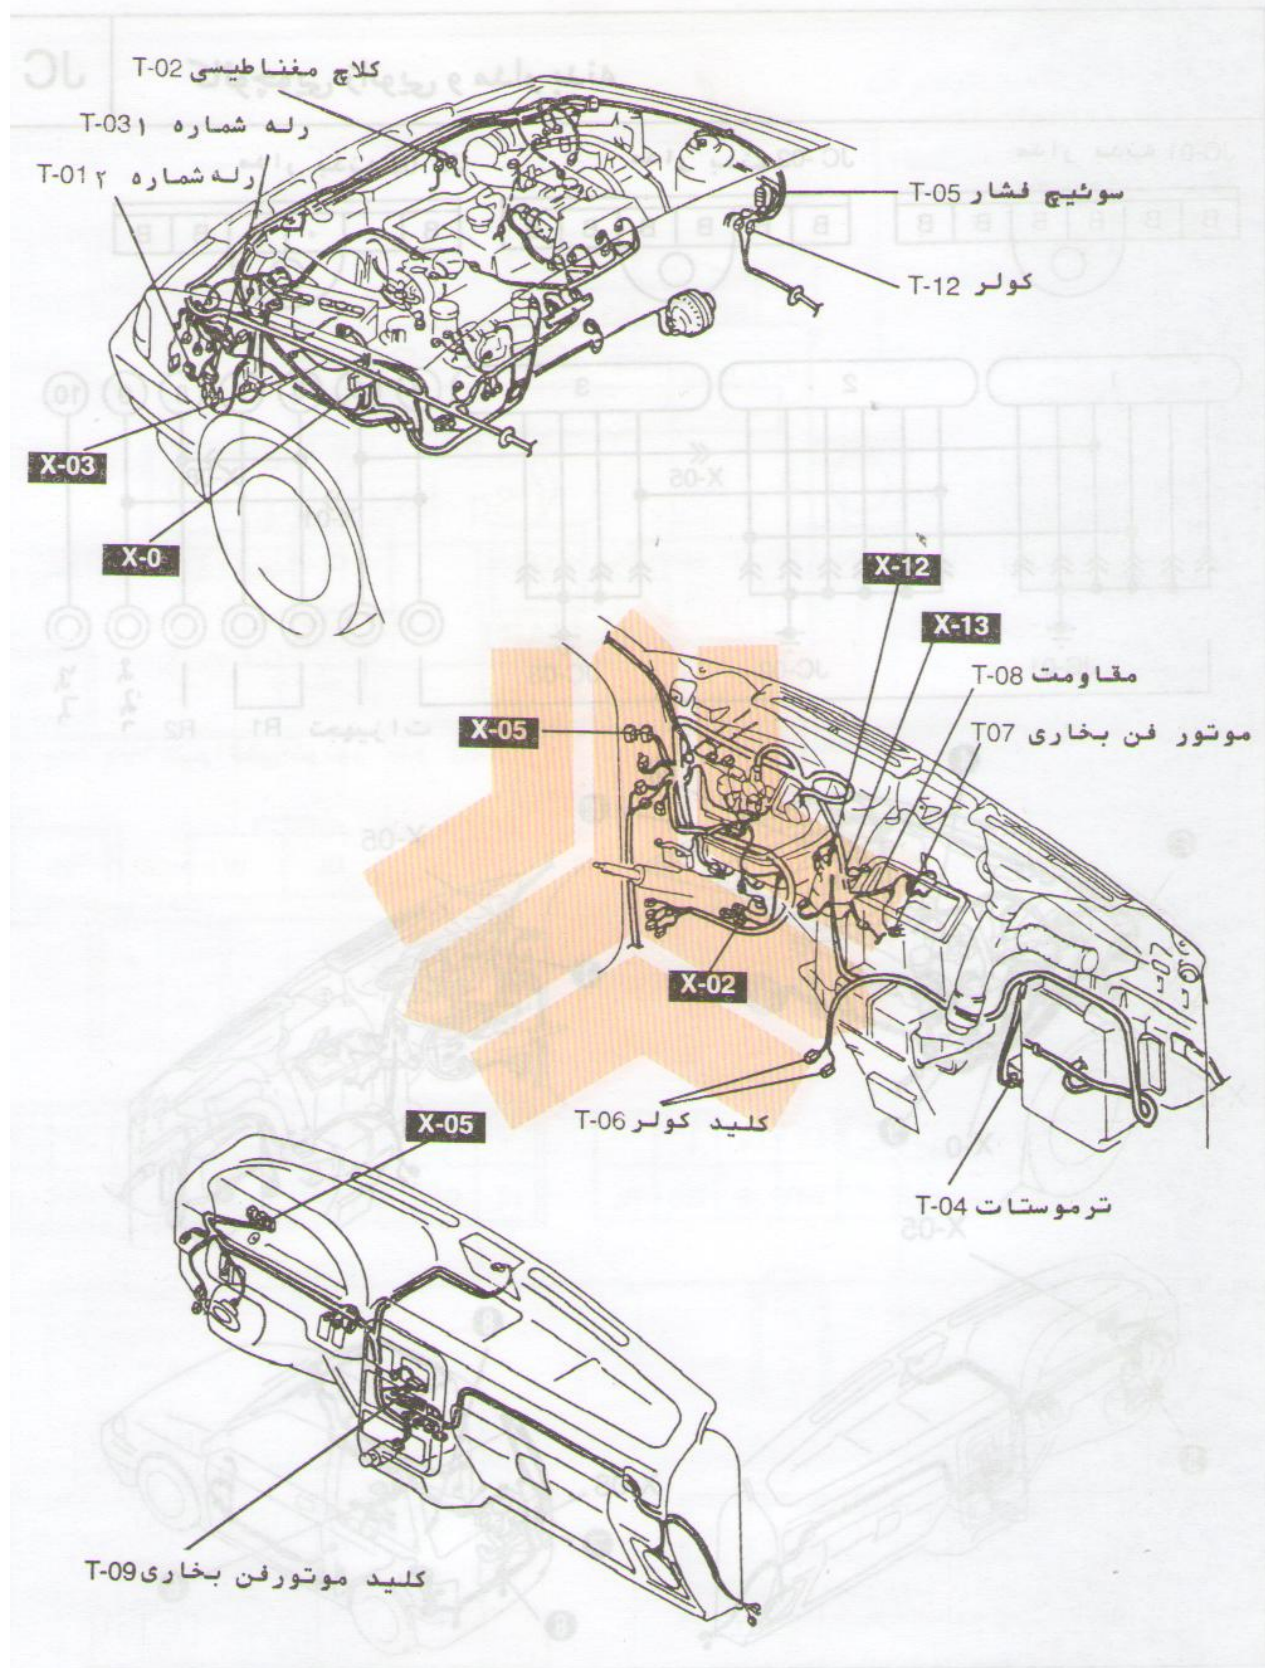 کلاچ مغناطیسی T-02
رله شماره ۱ T-03
رله شماره ۲ T-01
سوئیچ فشار T-05
کولر T-12
X-03
X-0
X-12
X-13
مقاومت T-08
موتور فن بخاری T07
X-05
X-02
کلید کولر T-06
ترموستات T-04
X-05
کلید موتورفن بخاری T-09